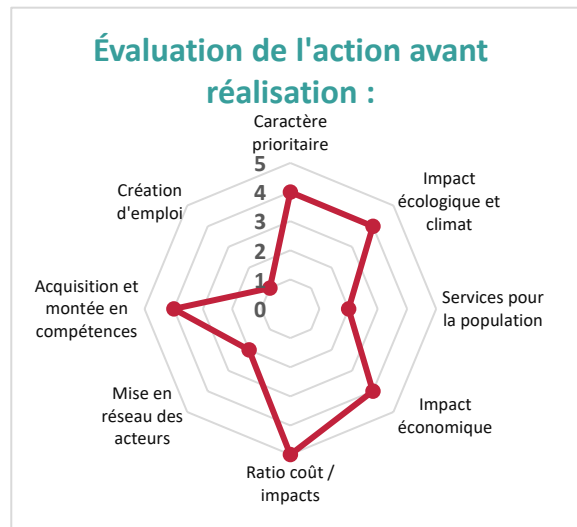 Évaluation de l'action avant
réalisation :
Caractère
prioritaire
Impact
écologique et
climat
Services pour
la population
Impact
économique
Ratio coût /
impacts
Mise en
réseau des
acteurs
Acquisition et
montée en
compétences
Création
d'emploi
5
4
3
2
1
0